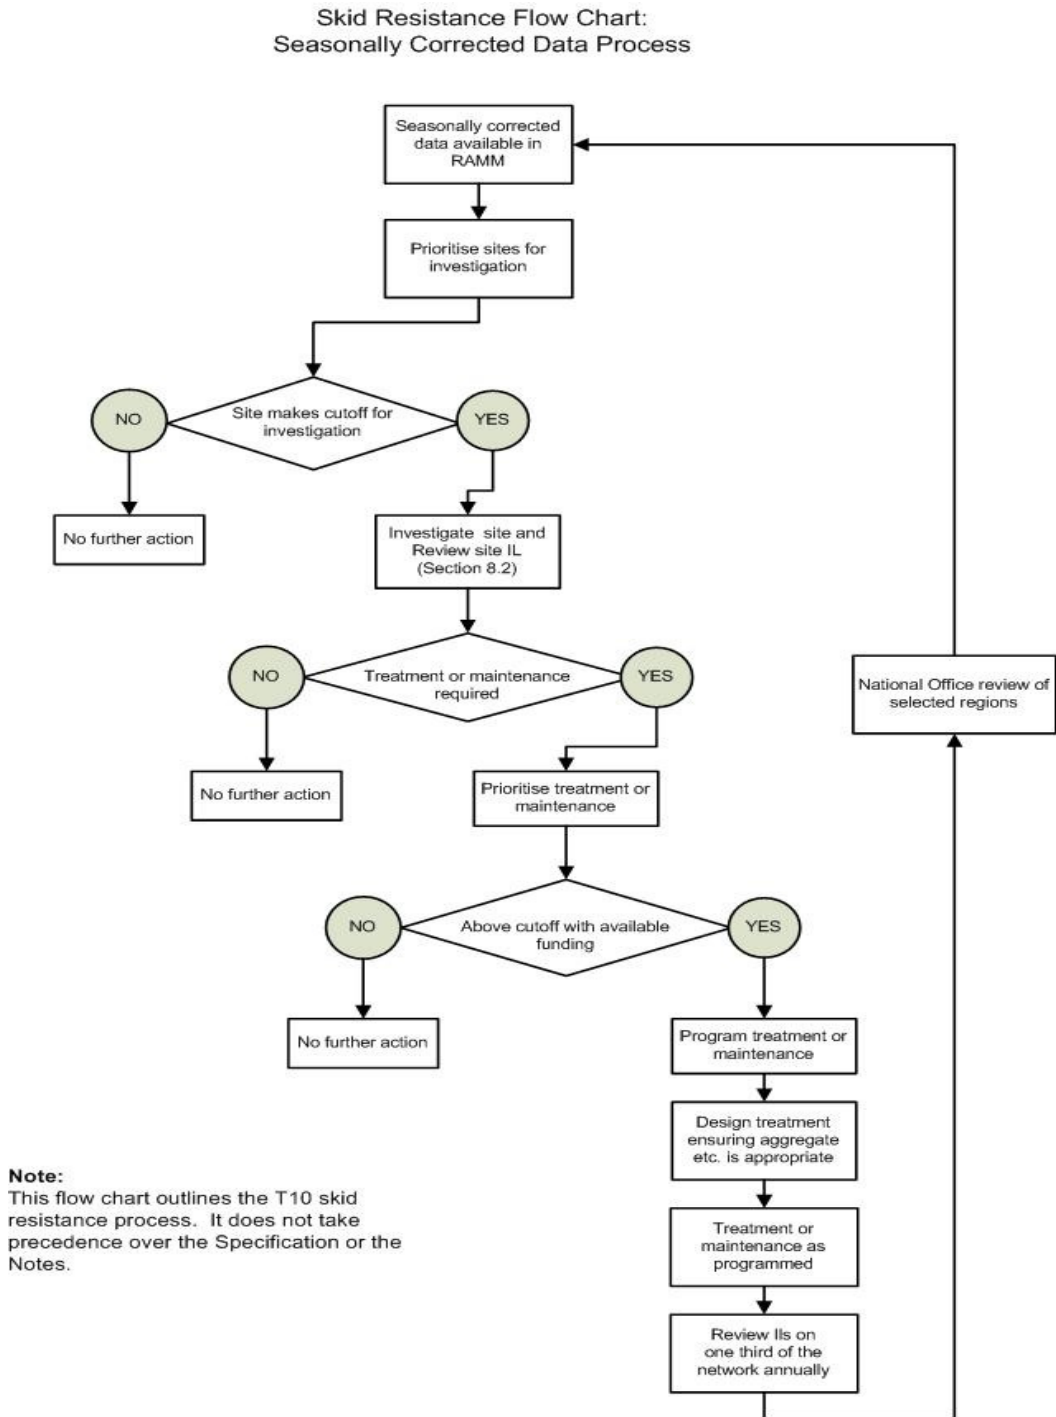 Skid Resistance Flow Chart:
Seasonally Corrected Data Process
Seasonally corrected
data available in
RAMM
Prioritise sites for
investigation
NO
Site makes cutoff for
investigation
YES
No further action
Investigate site and
Review site IL
(Section 8.2)
NO
Treatment or maintenance
required
YES
National Office review of
selected regions
No further action
Prioritise treatment or
maintenance
NO
Above cutoff with available
funding
YES
No further action
Program treatment or
maintenance
Design treatment
ensuring aggregate
etc. is appropriate
Note:
This flow chart outlines the T10 skid
resistance process. It does not take
precedence over the Specification or the
Notes.
Treatment or
maintenance as
programmed
Review Ils on
one third of the
network annually